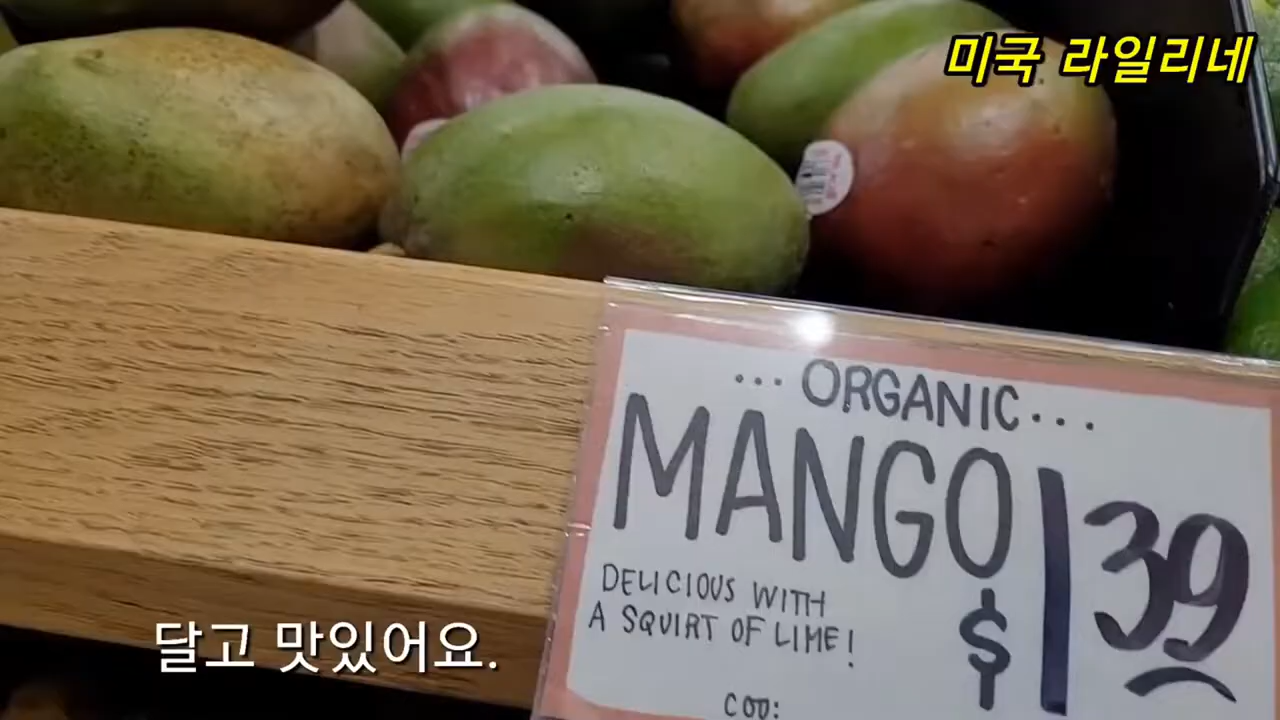 미국 라일리네
... ORGANIC...
MANGO
$1.39
DELICIOUS WITH
A SQUIRT OF LIME!
COO:
달고 맛있어요.